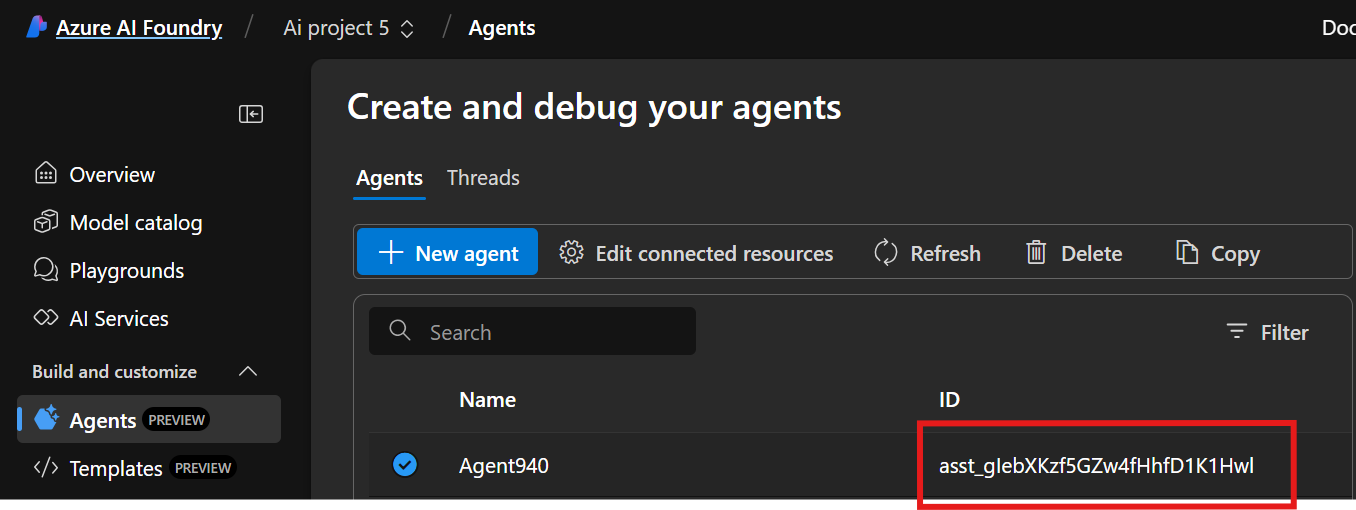 Azure AI Foundry / Ai project 5 / Agents Doc
Create and debug your agents
Overview
Model catalog
Playgrounds
AI Services
Build and customize
Agents PREVIEW
Templates PREVIEW
Agents Threads
New agent Edit connected resources Refresh Delete Copy
Search Filter
Name ID
Agent940 asst_gIebXKzf5GZw4fHhfD1K1Hwl